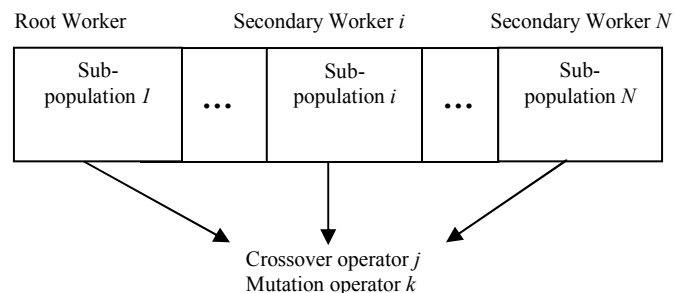 Root Worker Secondary Worker i Secondary Worker N
Sub-
population 1
...
Sub-
population i
...
Sub-
population N
Crossover operator j
Mutation operator k